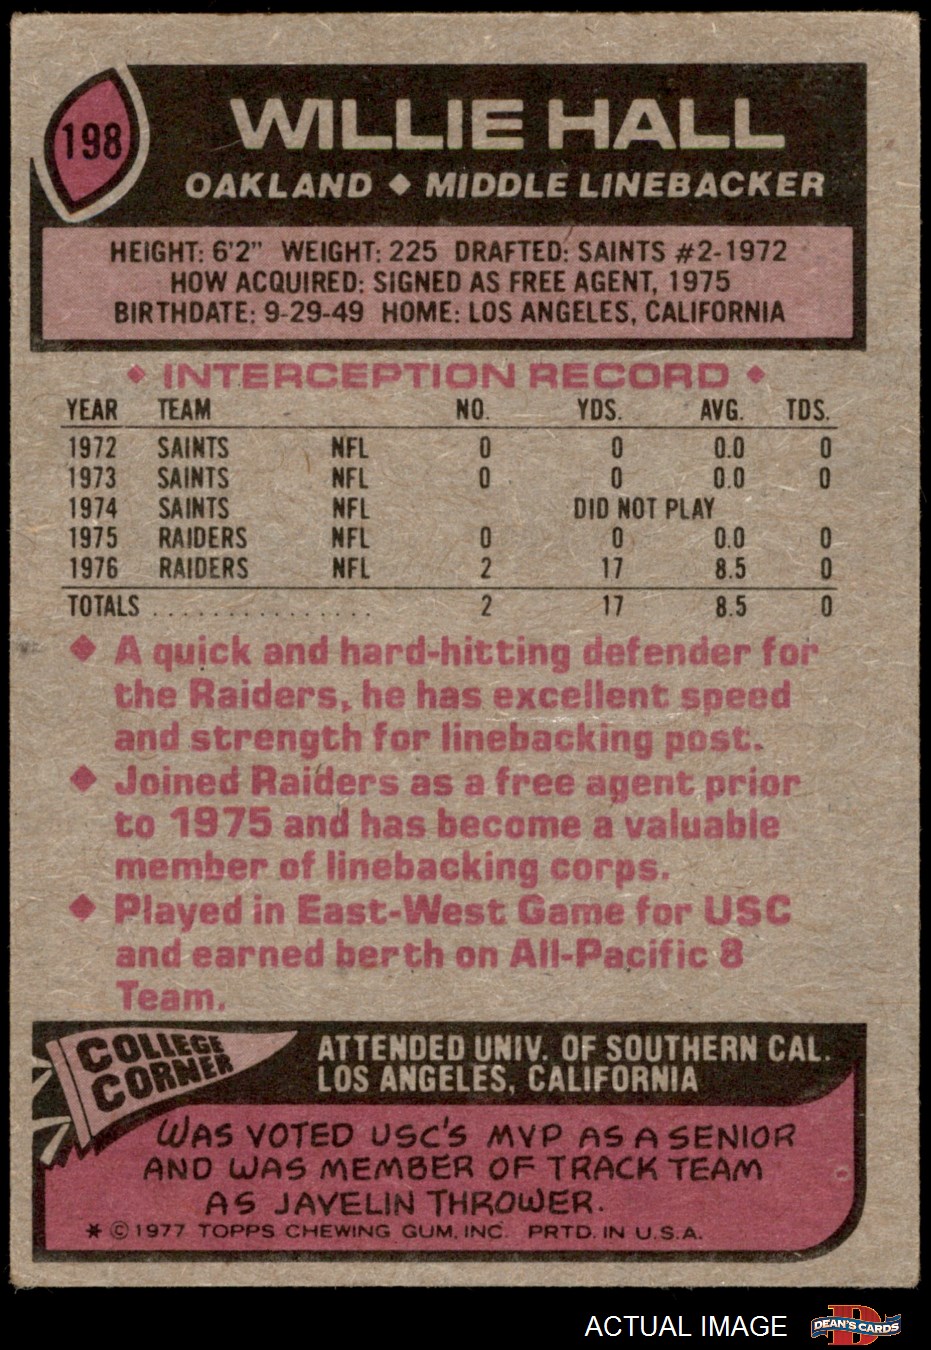 198
WILLIE HALL
OAKLAND ◆ MIDDLE LINEBACKER
HEIGHT: 6'2" WEIGHT: 225 DRAFTED: SAINTS #2-1972
HOW ACQUIRED: SIGNED AS FREE AGENT, 1975
BIRTHDATE: 9-29-49 HOME: LOS ANGELES, CALIFORNIA
◆ INTERCEPTION RECORD ◆
YEAR TEAM NO. YDS. AVG. TDS.
1972 SAINTS NFL 0 0 0.0 0
1973 SAINTS NFL 0 0 0.0 0
1974 SAINTS NFL DID NOT PLAY
1975 RAIDERS NFL 0 0 0.0 0
1976 RAIDERS NFL 2 17 8.5 0
TOTALS ................ 2 17 8.5 0
◆ A quick and hard-hitting defender for
the Raiders, he has excellent speed
and strength for linebacking post.
◆ Joined Raiders as a free agent prior
to 1975 and has become a valuable
member of linebacking corps.
◆ Played in East-West Game for USC
and earned berth on All-Pacific 8
Team.
COLLEGE
CORNER
ATTENDED UNIV. OF SOUTHERN CAL.
LOS ANGELES, CALIFORNIA
WAS VOTED USC'S MVP AS A SENIOR
AND WAS MEMBER OF TRACK TEAM
AS JAVELIN THROWER.
* © 1977 TOPPS CHEWING GUM, INC. PRTD. IN U.S.A.
ACTUAL IMAGE
D
DEAN'S CARDS